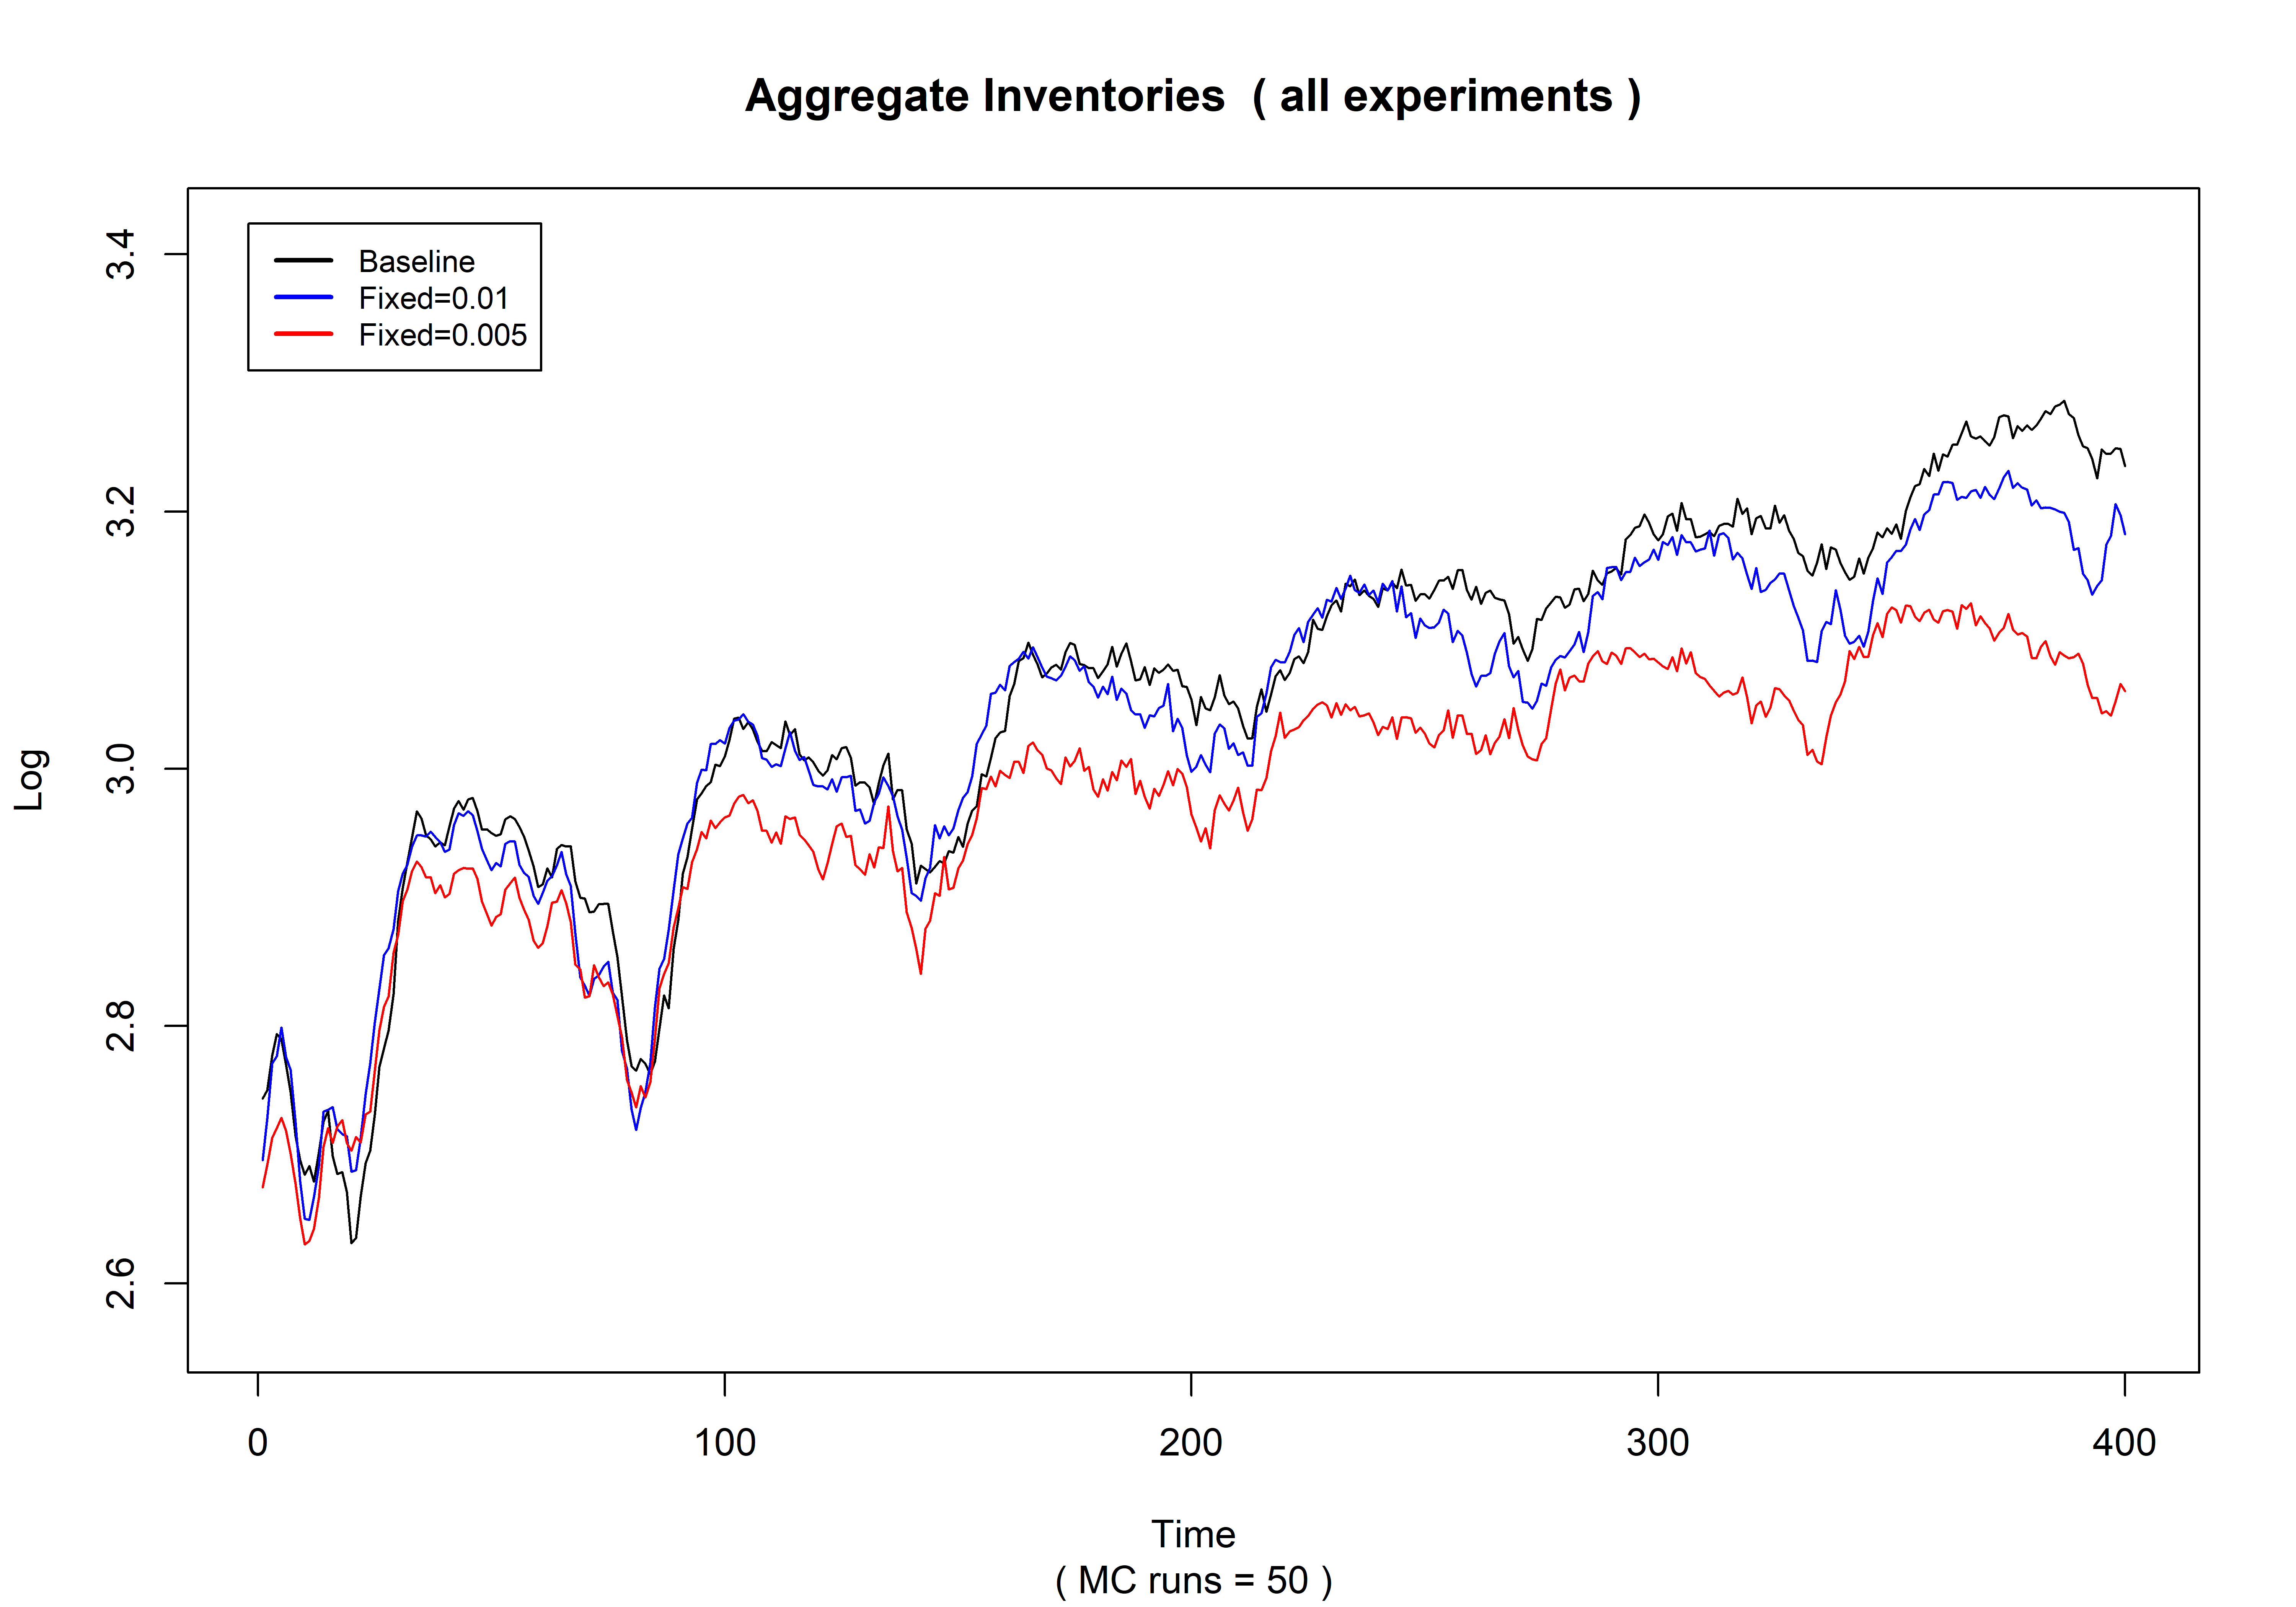 Aggregate Inventories ( all experiments )
Baseline
Fixed=0.01
Fixed=0.005
Log
3.4
3.2
3.0
2.8
2.6
0 100 200 300 400
Time
( MC runs = 50 )